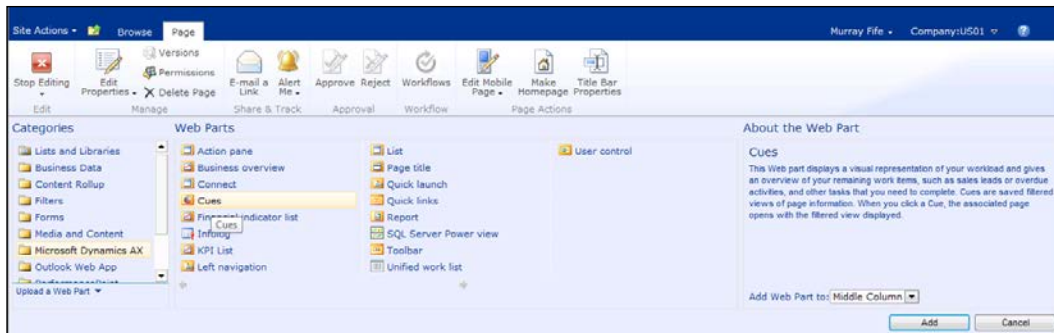 Site Actions Browse Page Murray Fife Company:US01
Stop Editing
Edit
Edit Properties
Versions
Permissions
Delete Page
Manage
E-mail a Link
Alert Me
Share & Track
Approve Reject
Approval
Workflows
Workflow
Edit Mobile Page
Make Homepage
Title Bar Properties
Page Actions
Categories
Lists and Libraries
Business Data
Content Rollup
Filters
Forms
Media and Content
Microsoft Dynamics AX
Outlook Web App
PerformancePoint
Upload a Web Part
Web Parts
Action pane
Business overview
Connect
Cues
Financial indicator list
Cues
Infolog
KPI List
Left navigation
List
Page title
Quick launch
Quick links
Report
SQL Server Power view
Toolbar
Unified work list
User control
About the Web Part
Cues
This Web part displays a visual representation of your workload and gives
an overview of your remaining work items, such as sales leads or overdue
activities, and other tasks that you need to complete. Cues are saved filtered
views of page information. When you click a Cue, the associated page
opens with the filtered view displayed.
Add Web Part to: Middle Column
Add Cancel